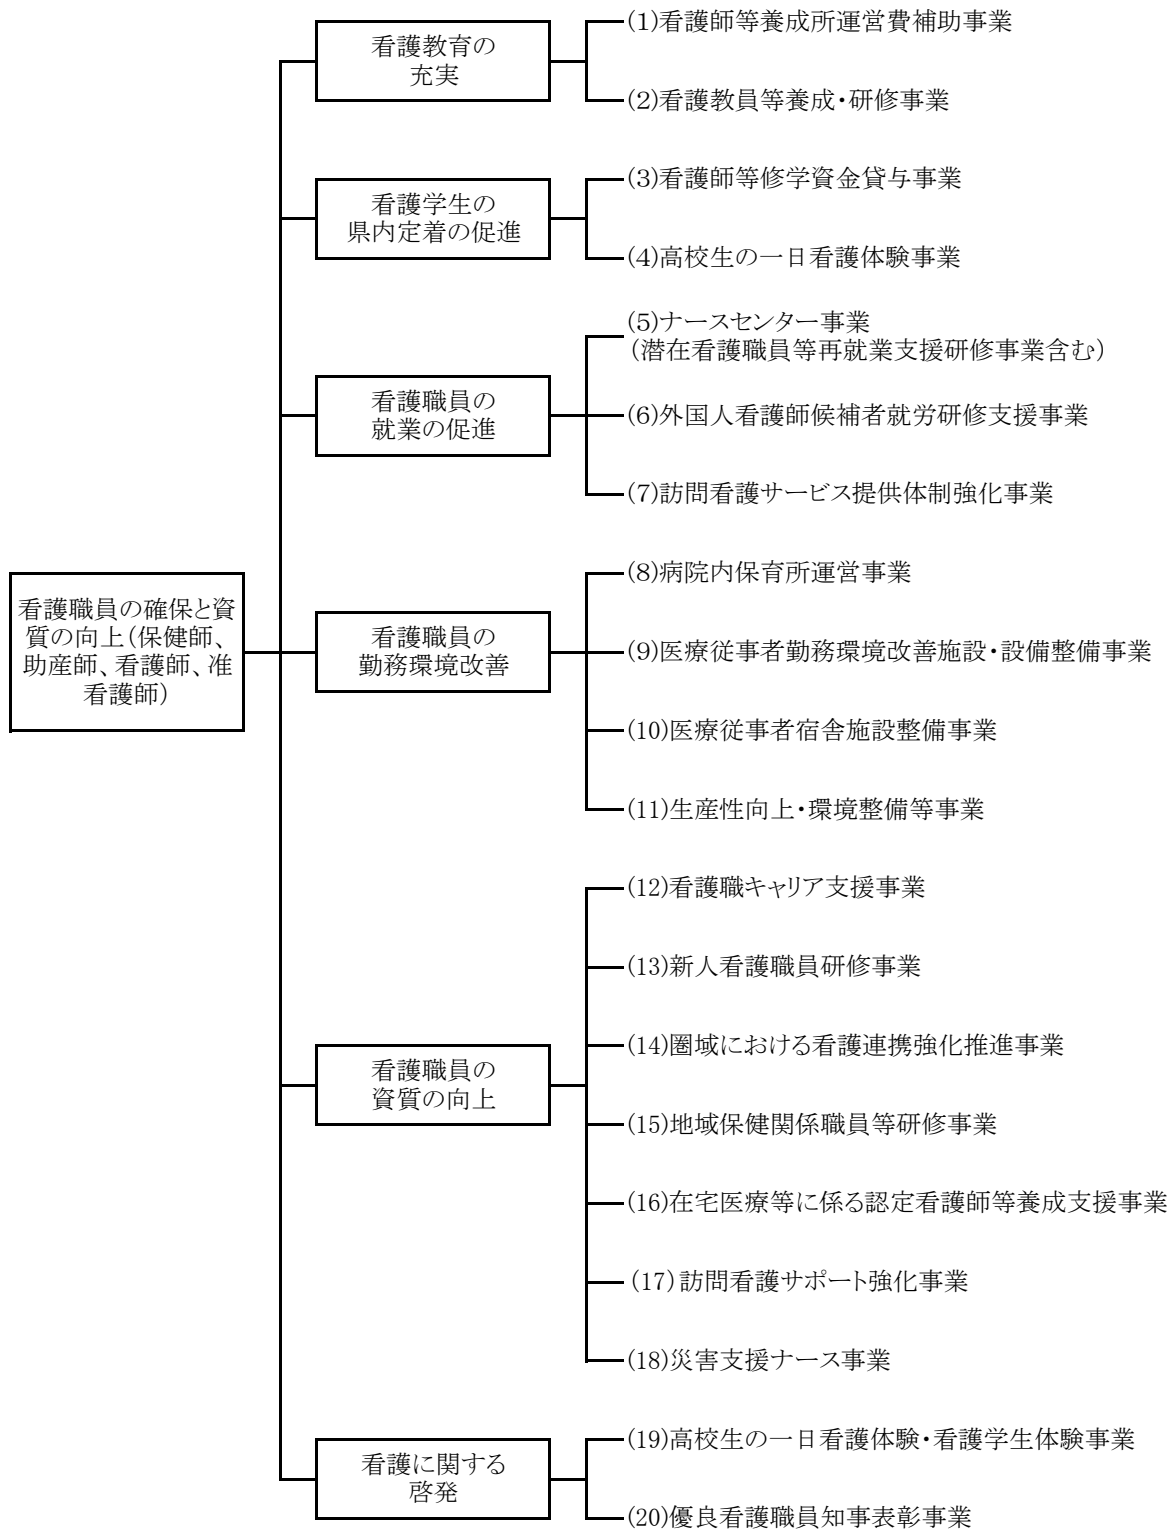 看護職員の確保と資
質の向上(保健師、
助産師、看護師、准
看護師)
看護教育の
充実
(1)看護師等養成所運営費補助事業
(2)看護教員等養成・研修事業
看護学生の
県内定着の促進
(3)看護師等修学資金貸与事業
(4)高校生の一日看護体験事業
看護職員の
就業の促進
(5)ナースセンター事業
(潜在看護職員等再就業支援研修事業含む)
(6)外国人看護師候補者就労研修支援事業
(7)訪問看護サービス提供体制強化事業
看護職員の
勤務環境改善
(8)病院内保育所運営事業
(9)医療従事者勤務環境改善施設・設備整備事業
(10)医療従事者宿舎施設整備事業
(11)生産性向上・環境整備等事業
看護職員の
資質の向上
(12)看護職キャリア支援事業
(13)新人看護職員研修事業
(14)圏域における看護連携強化推進事業
(15)地域保健関係職員等研修事業
(16)在宅医療等に係る認定看護師等養成支援事業
(17)訪問看護サポート強化事業
(18)災害支援ナース事業
看護に関する
啓発
(19)高校生の一日看護体験・看護学生体験事業
(20)優良看護職員知事表彰事業